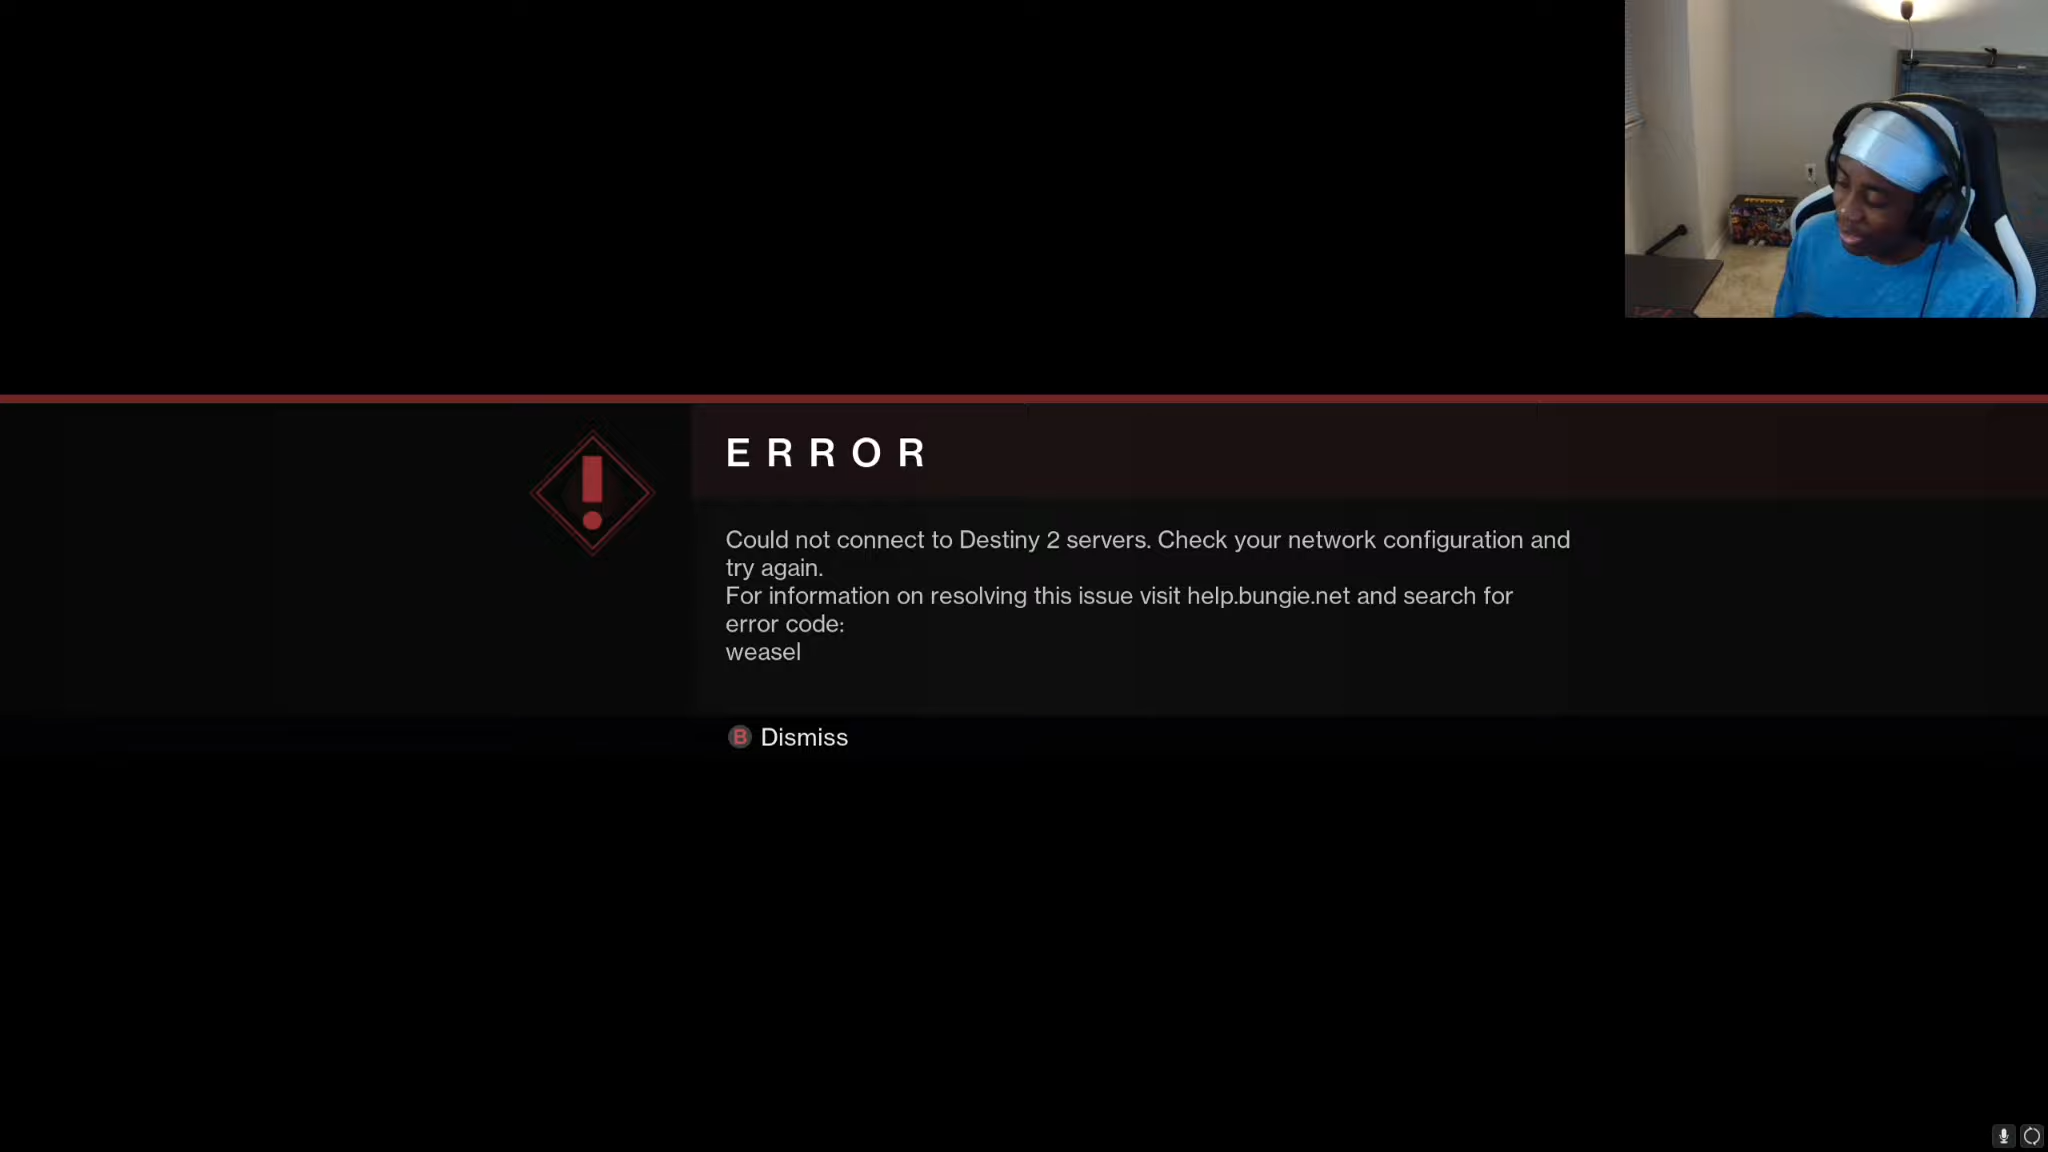 ERROR
Could not connect to Destiny 2 servers. Check your network configuration and
try again.
For information on resolving this issue visit help.bungie.net and search for
error code:
weasel
B Dismiss